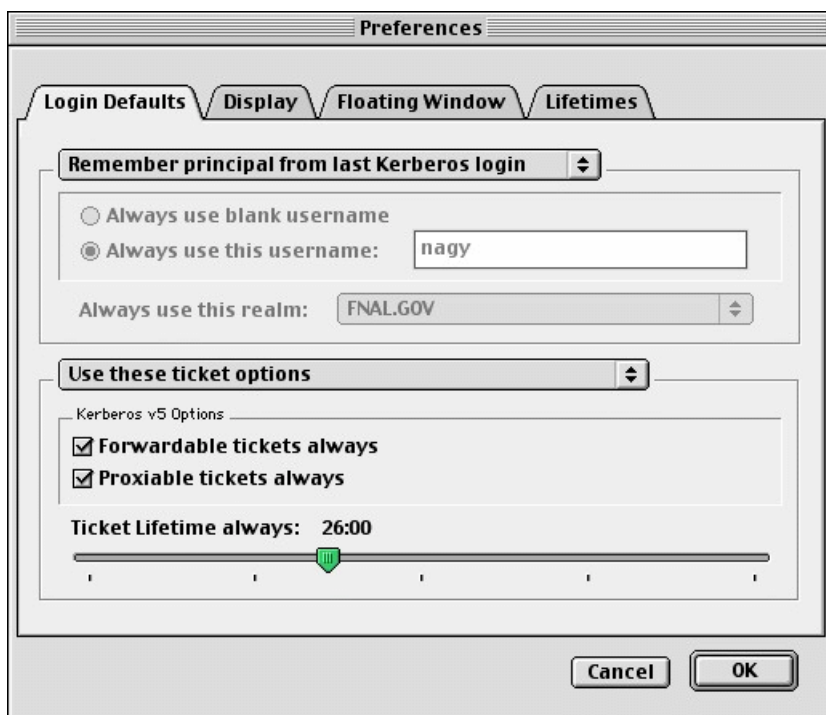 Preferences
Login Defaults Display Floating Window Lifetimes
Remember principal from last Kerberos login
Always use blank username
Always use this username: nagy
Always use this realm: FNAL.GOV
Use these ticket options
Kerberos v5 Options
Forwardable tickets always
Proxiable tickets always
Ticket Lifetime always: 26:00
Cancel OK